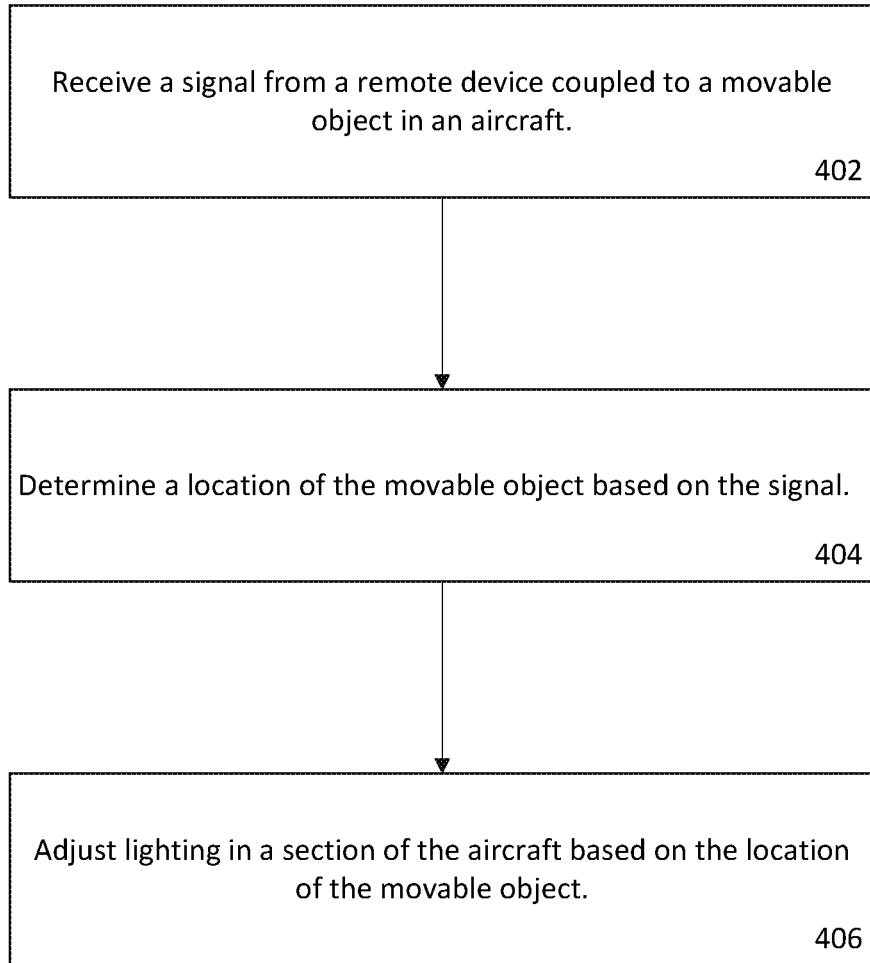 Receive a signal from a remote device coupled to a movable
object in an aircraft.
402
Determine a location of the movable object based on the signal.
404
Adjust lighting in a section of the aircraft based on the location
of the movable object.
406